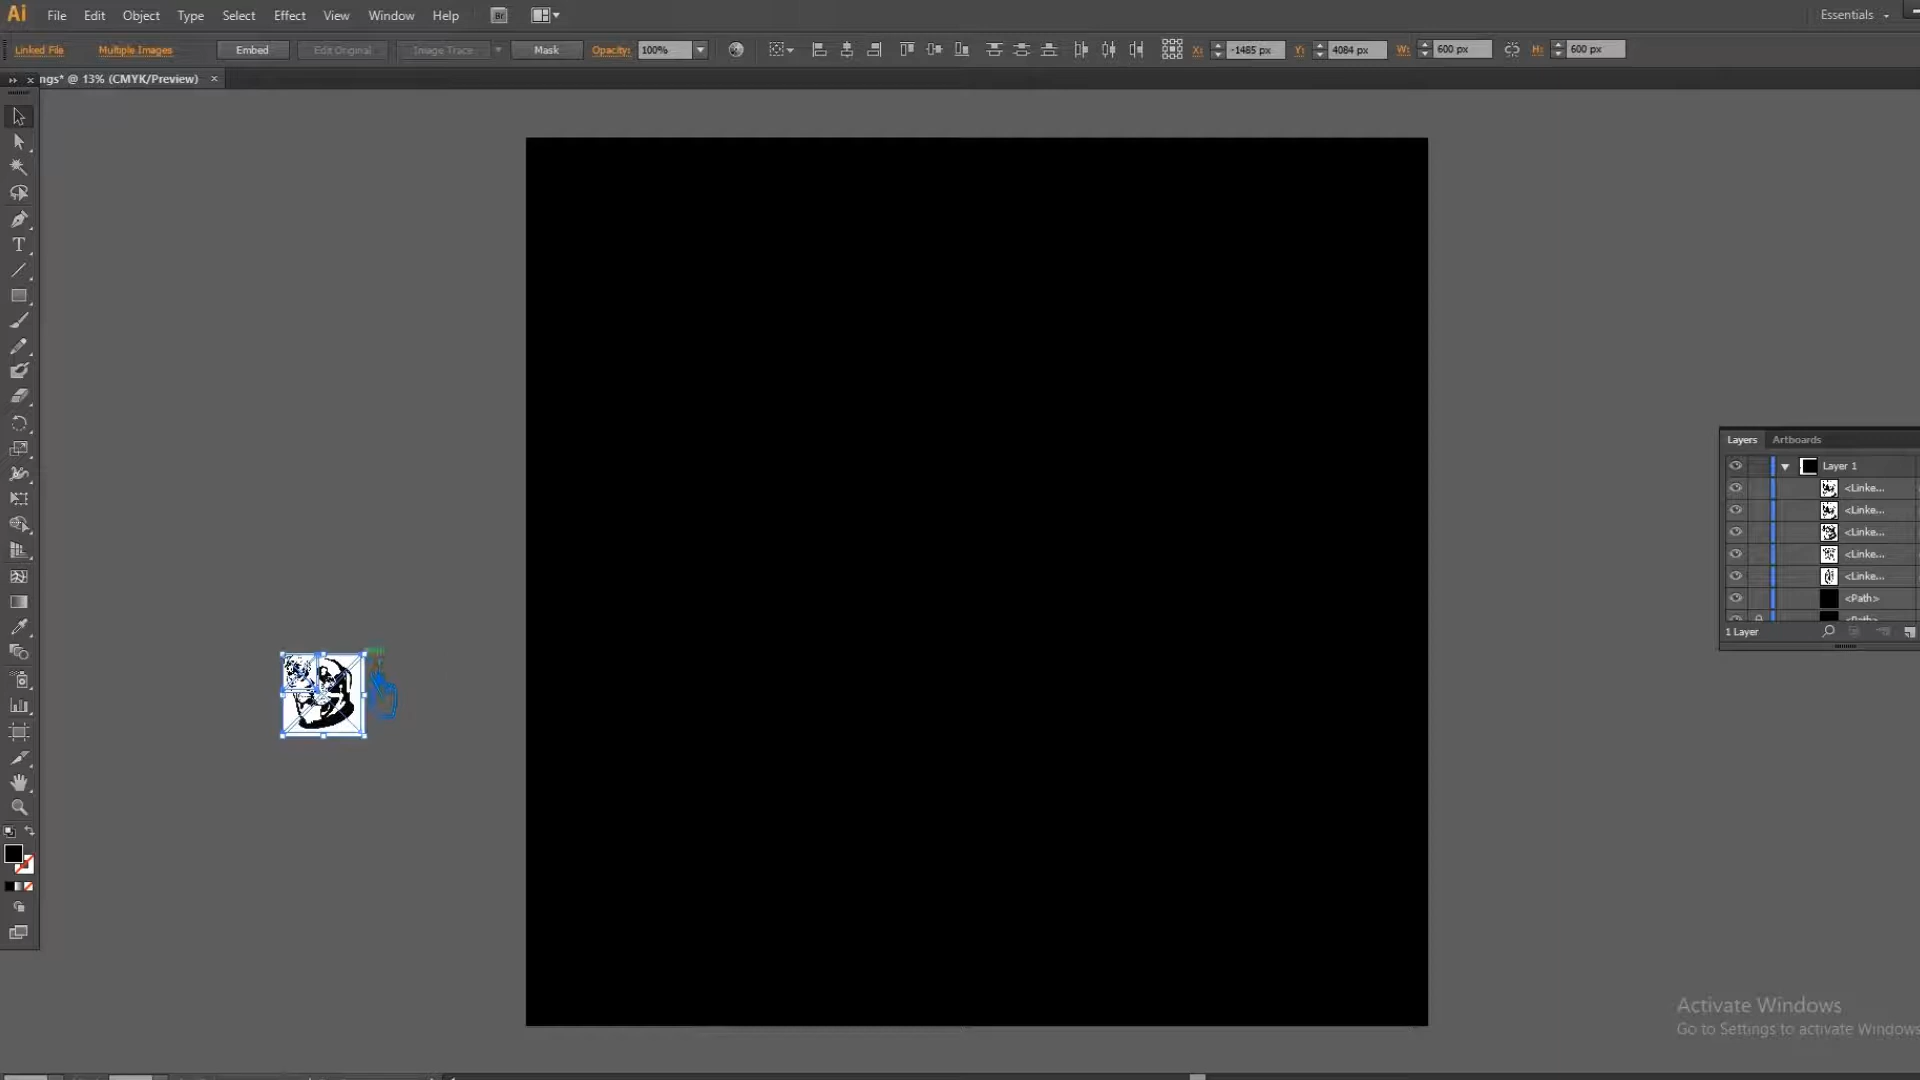 Ai File Edit Object Type Select Effect View Window Help Br Essentials
Linked File Multiple Images Embed Edit Original Image Trace Mask Opacity: 100% X: -1485 px Y: 4084 px W: 600 px H: 600 px
ngs* @ 13% (CMYK/Preview) ×
T
Layers Artboards
Layer 1
<Linke...
<Linke...
<Linke...
<Linke...
<Linke...
<Path>
<Path>
1 Layer
Activate Windows
Go to Settings to activate Windows